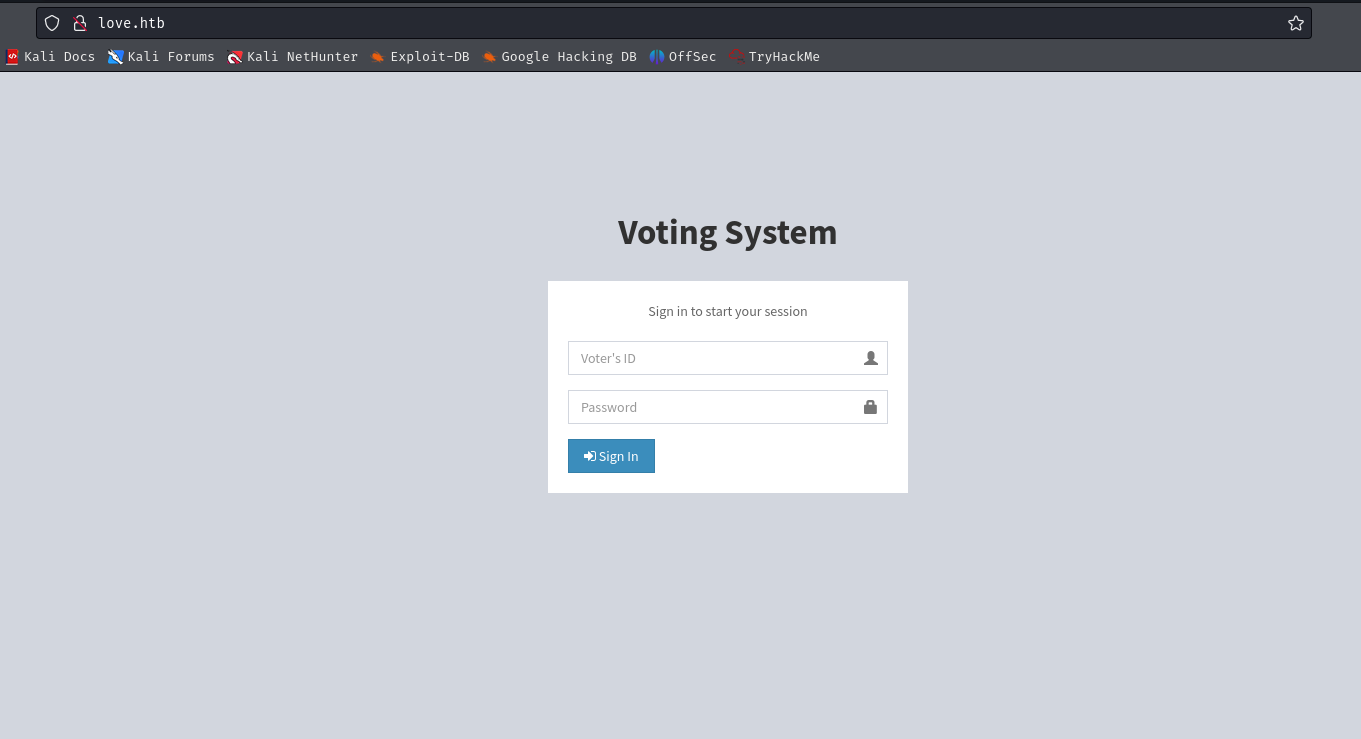 love.htb
Kali Docs Kali Forums Kali NetHunter Exploit-DB Google Hacking DB OffSec TryHackMe
Voting System
Sign in to start your session
Voter's ID
Password
Sign In